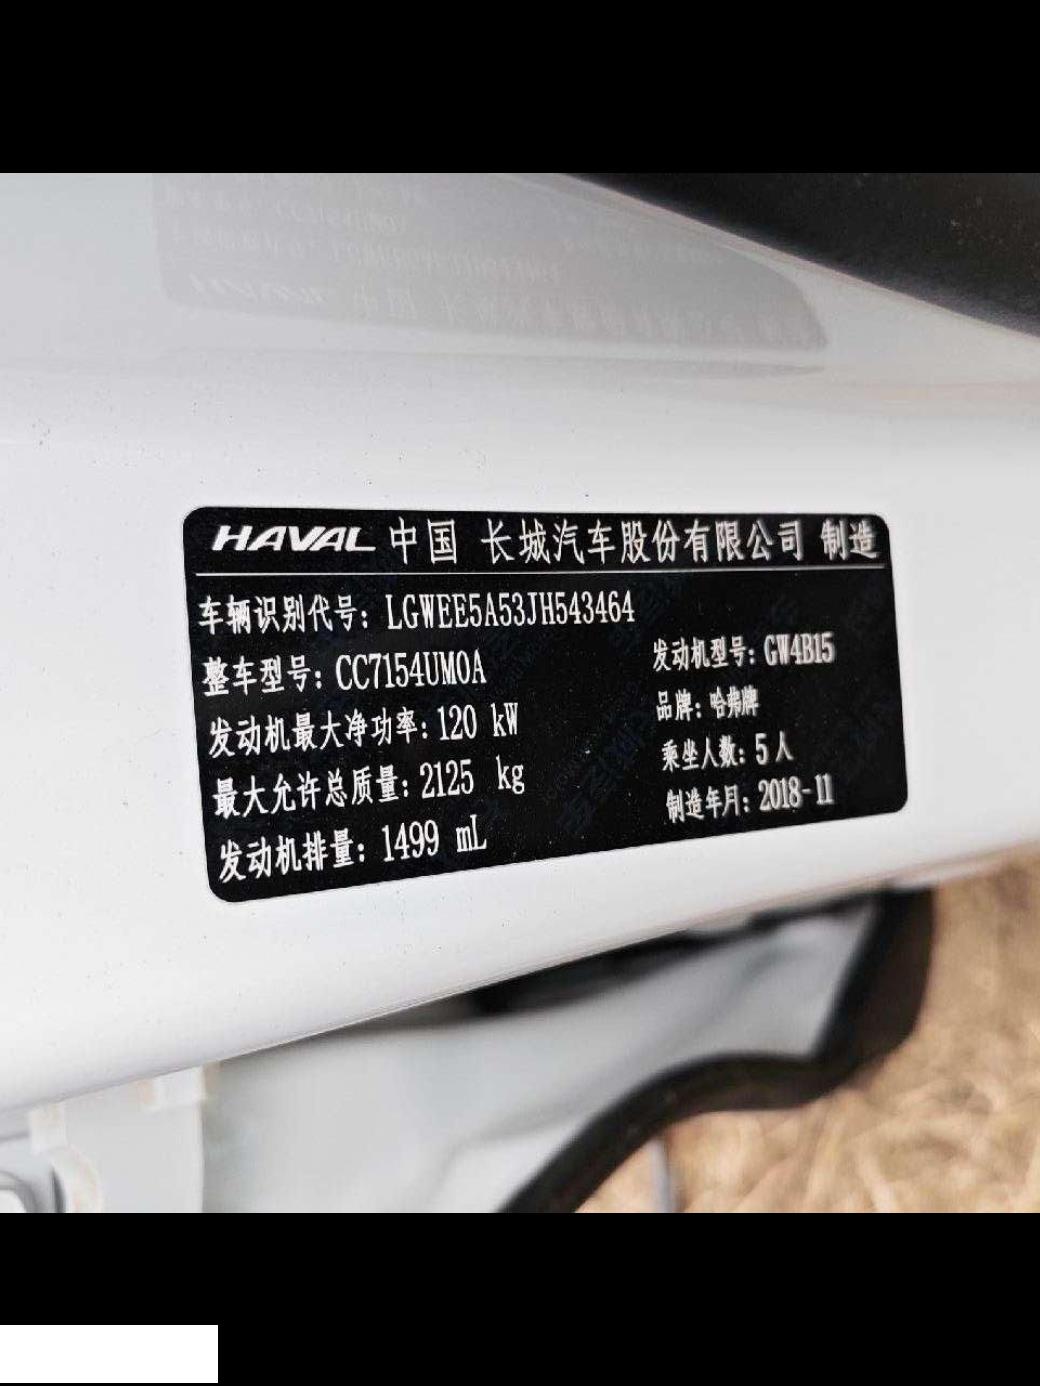 HAVAL 中国 长城汽车股份有限公司 制造
车辆识别代号：LGWEE5A53JH543464
整车型号：CC7154UM0A
发动机型号：GW4B15
发动机最大净功率：120 kW
品牌：哈弗牌
最大允许总质量：2125 kg
乘坐人数：5人
发动机排量：1499 mL
制造年月：2018-11